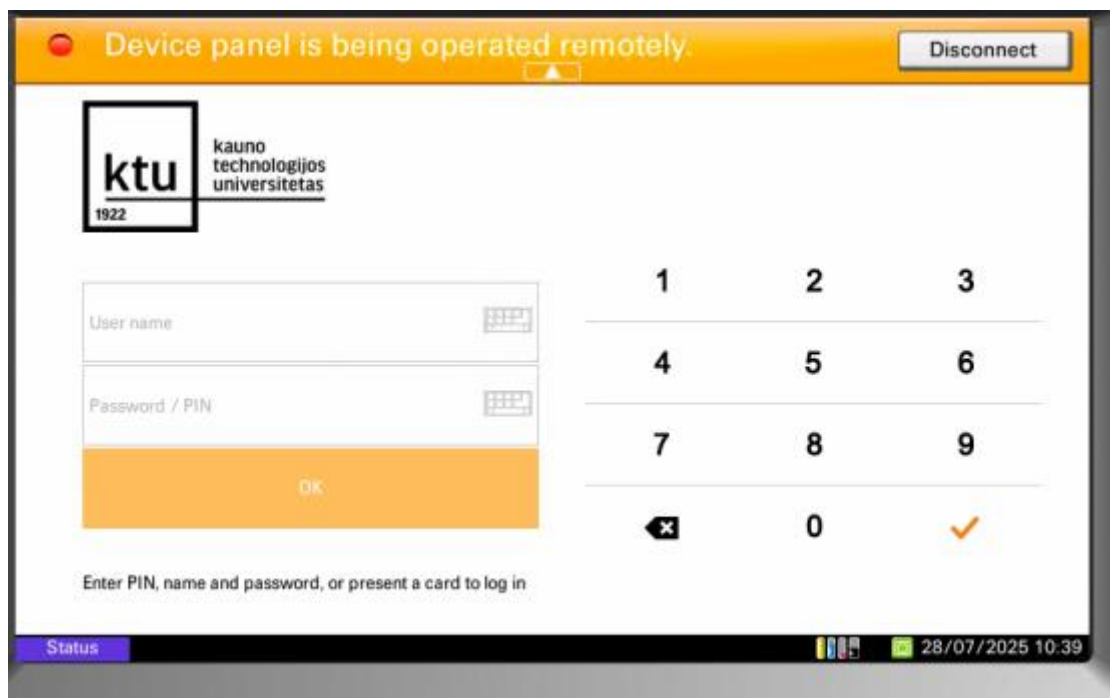 Device panel is being operated remotely.
Disconnect
ktu
1922
kauno
technologijos
universitetas
User name
Password / PIN
OK
1 2 3
4 5 6
7 8 9
0
Enter PIN, name and password, or present a card to log in
Status
28/07/2025 10:39